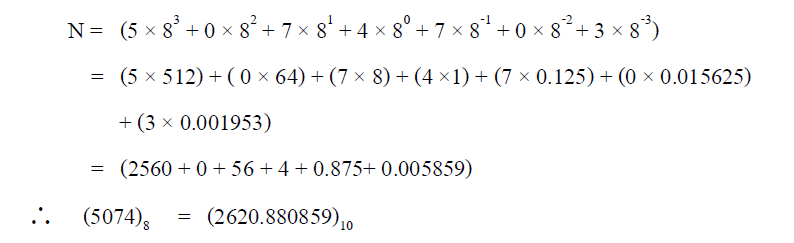 N = (5 × 8³ + 0 × 8² + 7 × 8¹ + 4 × 8⁰ + 7 × 8⁻¹ + 0 × 8⁻² + 3 × 8⁻³)
= (5 × 512) + ( 0 × 64) + (7 × 8) + (4 ×1) + (7 × 0.125) + (0 × 0.015625)
+ (3 × 0.001953)
= (2560 + 0 + 56 + 4 + 0.875+ 0.005859)
∴ (5074)₈ = (2620.880859)₁₀